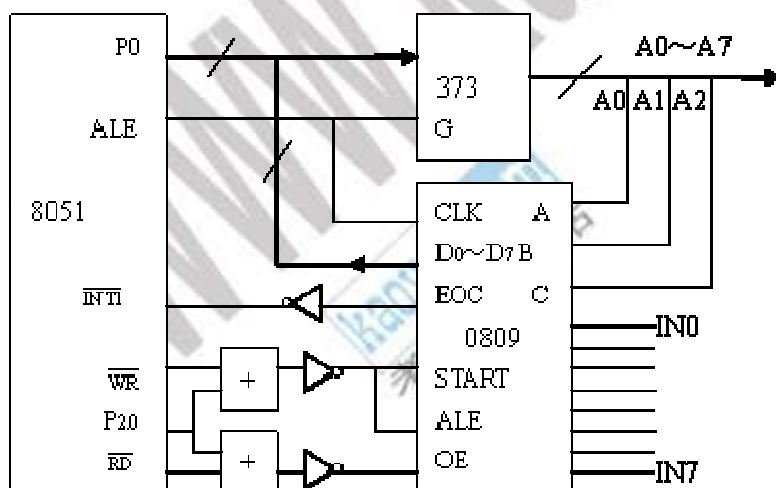 P0
A0～A7
373
A0 A1 A2
ALE
G
8051
CLK A
D0～D7 B
INT1
EOC C
0809
IN0
WR
+
START
P2.0
ALE
RD
+
OE
IN7